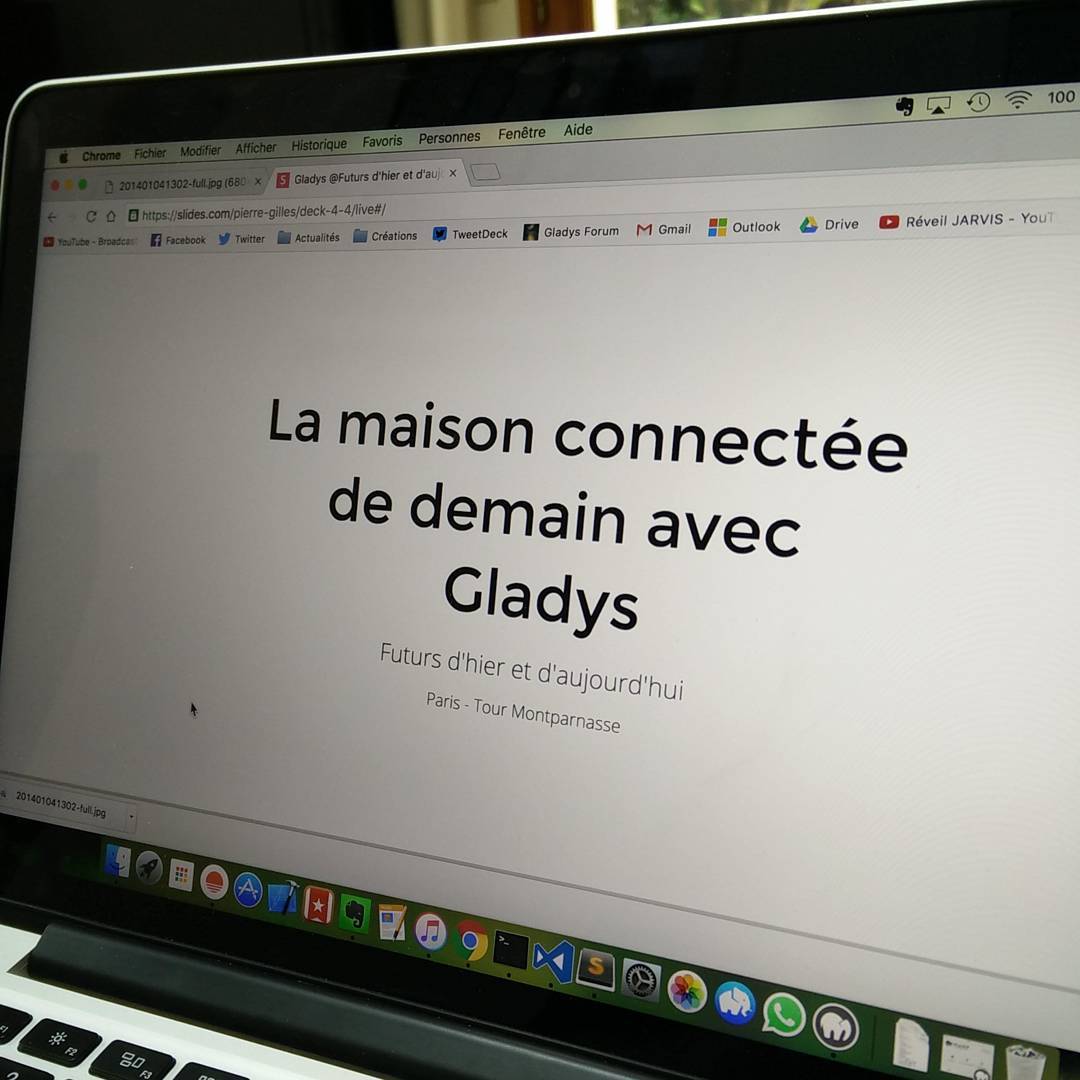 Chrome Fichier Modifier Afficher Historique Favoris Personnes Fenêtre Aide 100
201401041302-full.jpg (680 Gladys @Futurs d'hier et d'auj
https://slides.com/pierre-gilles/deck-4-4/live#/
YouTube - Broadcast Facebook Twitter Actualités Créations TweetDeck Gladys Forum Gmail Outlook Drive Réveil JARVIS - YouT
La maison connectée
de demain avec
Gladys
Futurs d'hier et d'aujourd'hui
Paris - Tour Montparnasse
201401041302-full.jpg
F2
F3